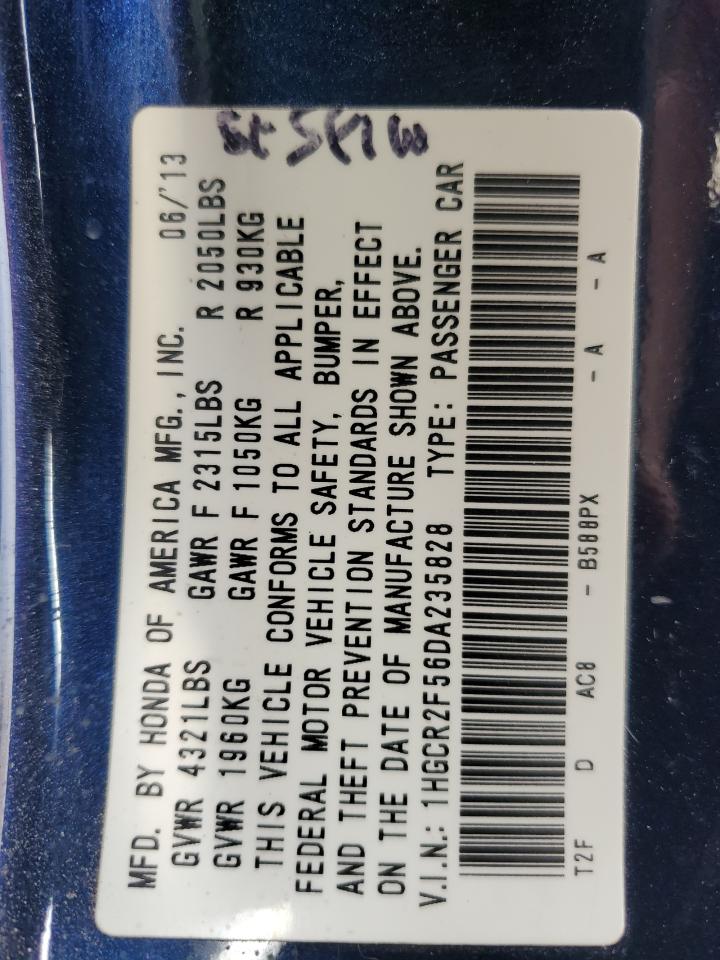 MFD. BY HONDA OF AMERICA MFG., INC. 06/'13
GVWR 4321LBS GAWR F 2315LBS R 2050LBS
GVWR 1960KG GAWR F 1050KG R 930KG
THIS VEHICLE CONFORMS TO ALL APPLICABLE
FEDERAL MOTOR VEHICLE SAFETY, BUMPER,
AND THEFT PREVENTION STANDARDS IN EFFECT
ON THE DATE OF MANUFACTURE SHOWN ABOVE.
V.I.N.: 1HGCR2F56DA235828 TYPE: PASSENGER CAR
T2F D AC8 - B588PX - A - A